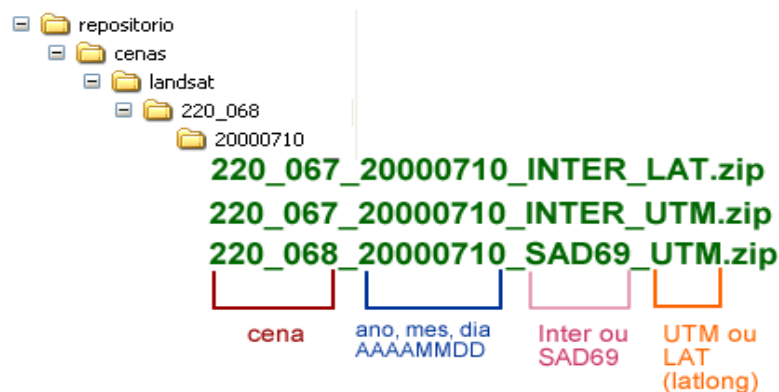 repositorio
cenas
landsat
220_068
20000710
220_067_20000710_INTER_LAT.zip
220_067_20000710_INTER_UTM.zip
220_068_20000710_SAD69_UTM.zip
cena
ano, mes, dia
AAAAMMDD
Inter ou
SAD69
UTM ou
LAT
(latlong)